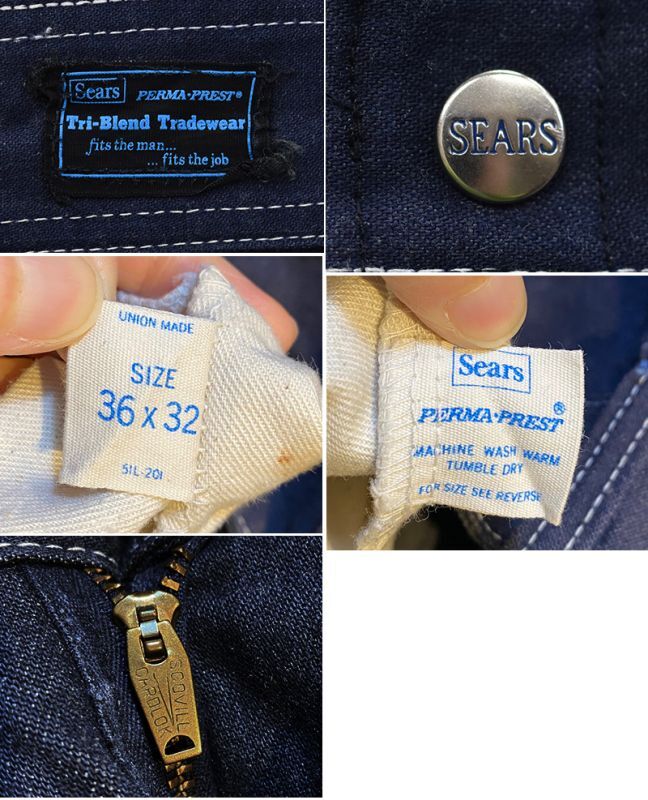 Sears PERMA-PREST®
Tri-Blend Tradewear
fits the man...
... fits the job
SEARS
UNION MADE
SIZE
36 x 32
51L-201
Sears
PERMA-PREST®
MACHINE WASH WARM
TUMBLE DRY
FOR SIZE SEE REVERSE
SCOVILL